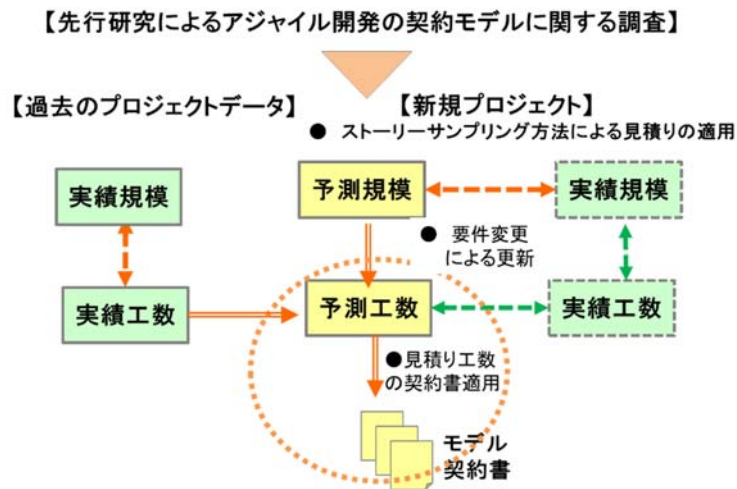 【先行研究によるアジャイル開発の契約モデルに関する調査】
【過去のプロジェクトデータ】
【新規プロジェクト】
● ストーリーサンプリング方法による見積りの適用
実績規模
予測規模
実績規模
● 要件変更
による更新
実績工数
予測工数
実績工数
●見積り工数
の契約書適用
モデル
契約書